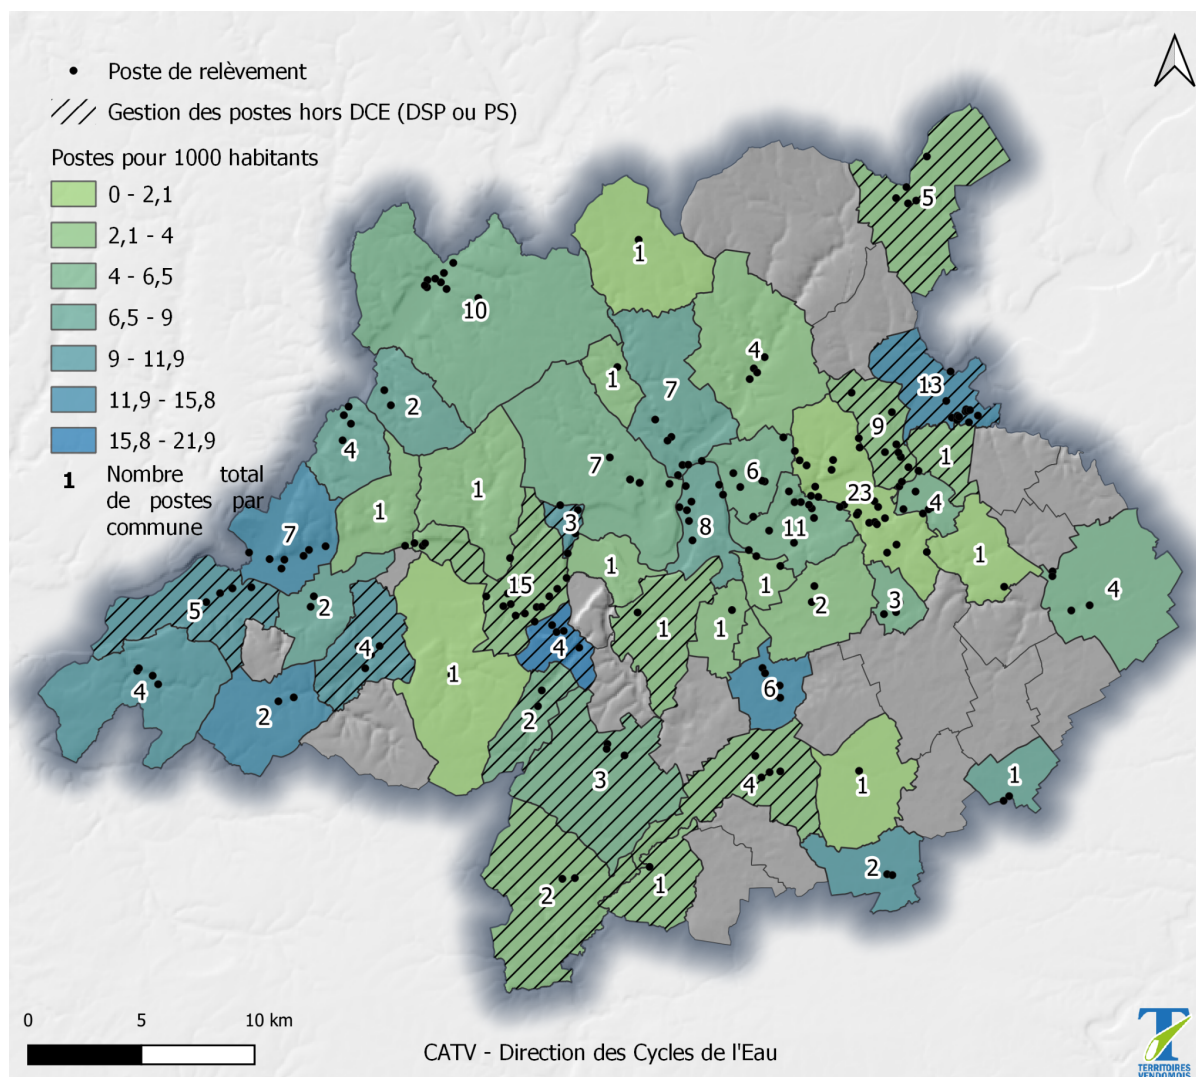 Poste de relèvement
Gestion des postes hors DCE (DSP ou PS)
Postes pour 1000 habitants
0 - 2,1
2,1 - 4
4 - 6,5
6,5 - 9
9 - 11,9
11,9 - 15,8
15,8 - 21,9
1 Nombre total
de postes par
commune
5
1
10
4
1
7
13
2
9
4
7
6
1
1
23
4
7
1
3
8
11
1
1
15
1
4
5
2
1
2
3
4
1
1
4
4
1
6
2
2
3
4
1
1
2
1
2
0 5 10 km
CATV - Direction des Cycles de l'Eau
TERRITOIRES
VENDOMOIS